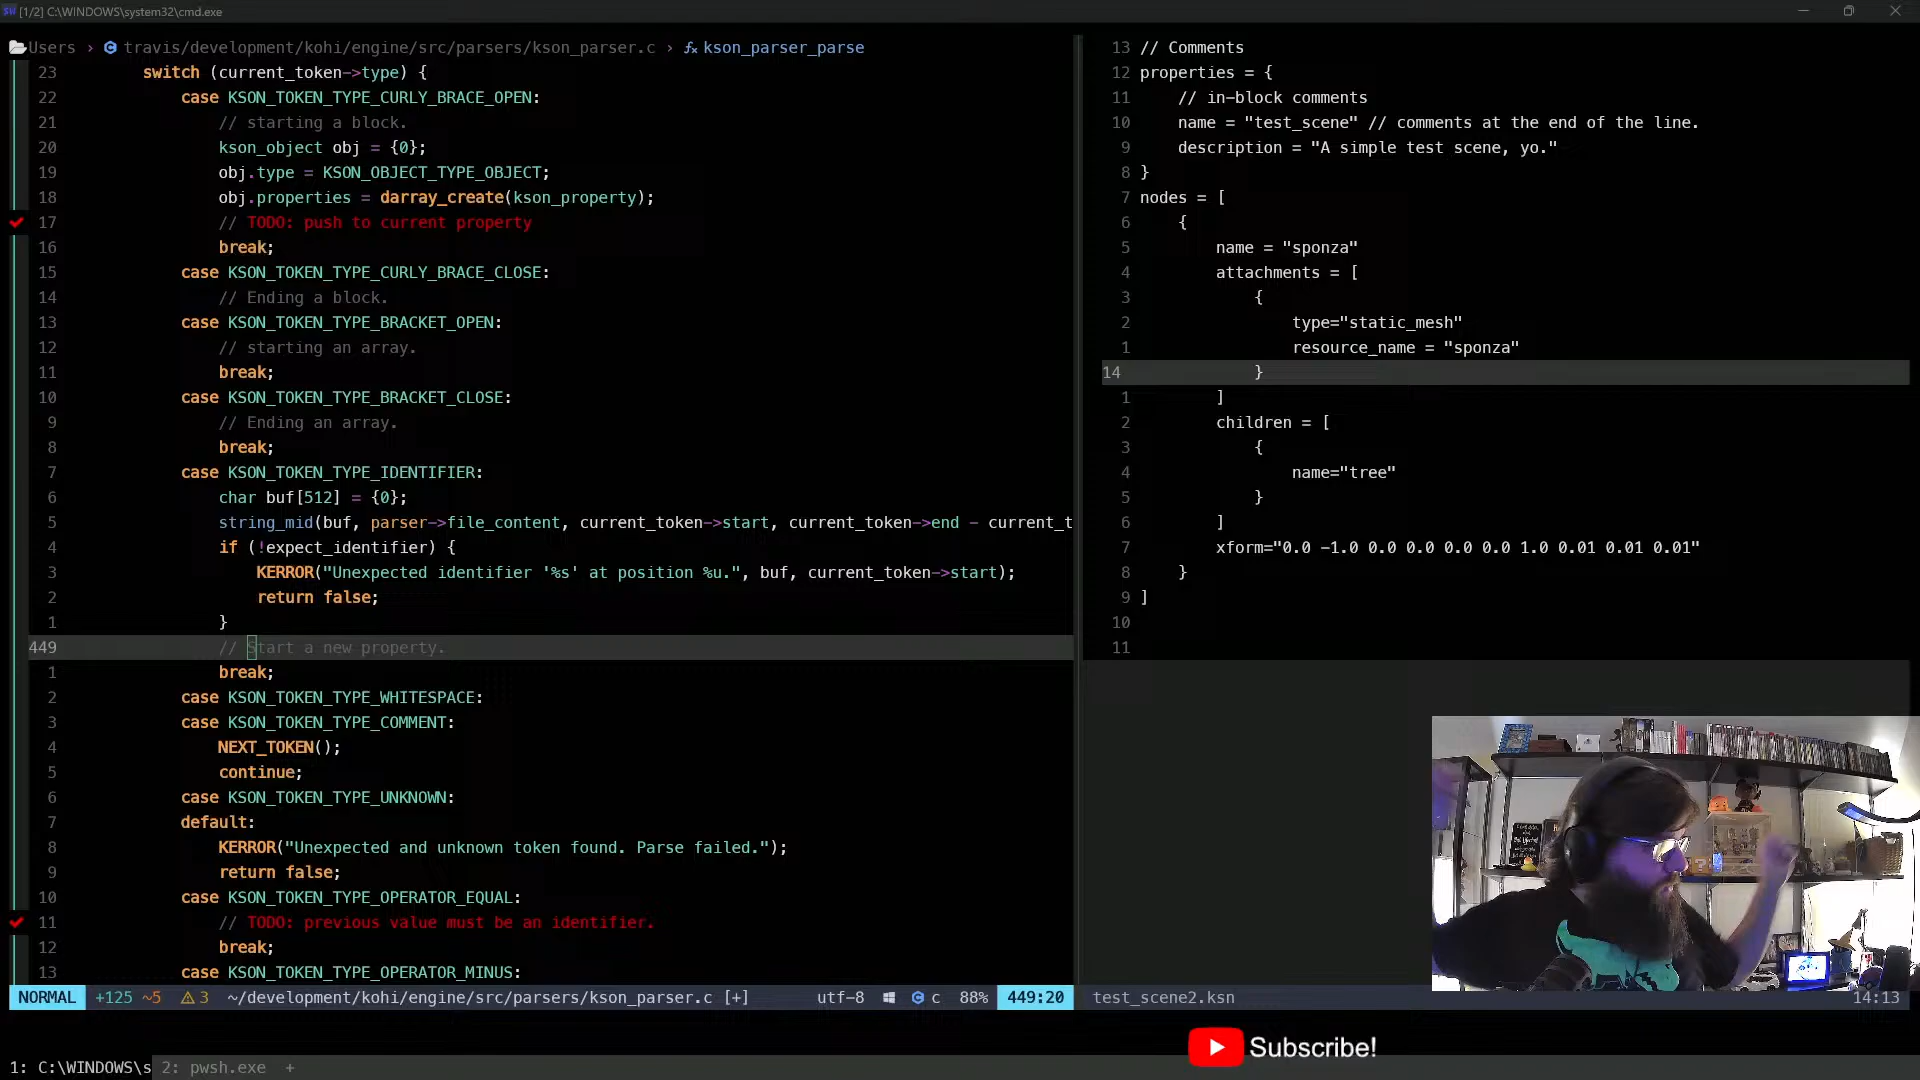 [1/2] C:\WINDOWS\system32\cmd.exe
Users › travis/development/kohi/engine/src/parsers/kson_parser.c › kson_parser_parse
23 switch (current_token->type) {
22 case KSON_TOKEN_TYPE_CURLY_BRACE_OPEN:
21 // starting a block.
20 kson_object obj = {0};
19 obj.type = KSON_OBJECT_TYPE_OBJECT;
18 obj.properties = darray_create(kson_property);
17 // TODO: push to current property
16 break;
15 case KSON_TOKEN_TYPE_CURLY_BRACE_CLOSE:
14 // Ending a block.
13 case KSON_TOKEN_TYPE_BRACKET_OPEN:
12 // starting an array.
11 break;
10 case KSON_TOKEN_TYPE_BRACKET_CLOSE:
9 // Ending an array.
8 break;
7 case KSON_TOKEN_TYPE_IDENTIFIER:
6 char buf[512] = {0};
5 string_mid(buf, parser->file_content, current_token->start, current_token->end - current_t
4 if (!expect_identifier) {
3 KERROR("Unexpected identifier '%s' at position %u.", buf, current_token->start);
2 return false;
1 }
449 // Start a new property.
1 break;
2 case KSON_TOKEN_TYPE_WHITESPACE:
3 case KSON_TOKEN_TYPE_COMMENT:
4 NEXT_TOKEN();
5 continue;
6 case KSON_TOKEN_TYPE_UNKNOWN:
7 default:
8 KERROR("Unexpected and unknown token found. Parse failed.");
9 return false;
10 case KSON_TOKEN_TYPE_OPERATOR_EQUAL:
11 // TODO: previous value must be an identifier.
12 break;
13 case KSON_TOKEN_TYPE_OPERATOR_MINUS:
NORMAL +125 ~5 3 ~/development/kohi/engine/src/parsers/kson_parser.c [+] utf-8 c 88% 449:20
13 // Comments
12 properties = {
11 // in-block comments
10 name = "test_scene" // comments at the end of the line.
9 description = "A simple test scene, yo."
8 }
7 nodes = [
6 {
5 name = "sponza"
4 attachments = [
3 {
2 type="static_mesh"
1 resource_name = "sponza"
14 }
1 ]
2 children = [
3 {
4 name="tree"
5 }
6 ]
7 xform="0.0 -1.0 0.0 0.0 0.0 0.0 1.0 0.01 0.01 0.01"
8 }
9 ]
10
11
test_scene2.ksn 14:13
Subscribe!
1: C:\WINDOWS\s 2: pwsh.exe +